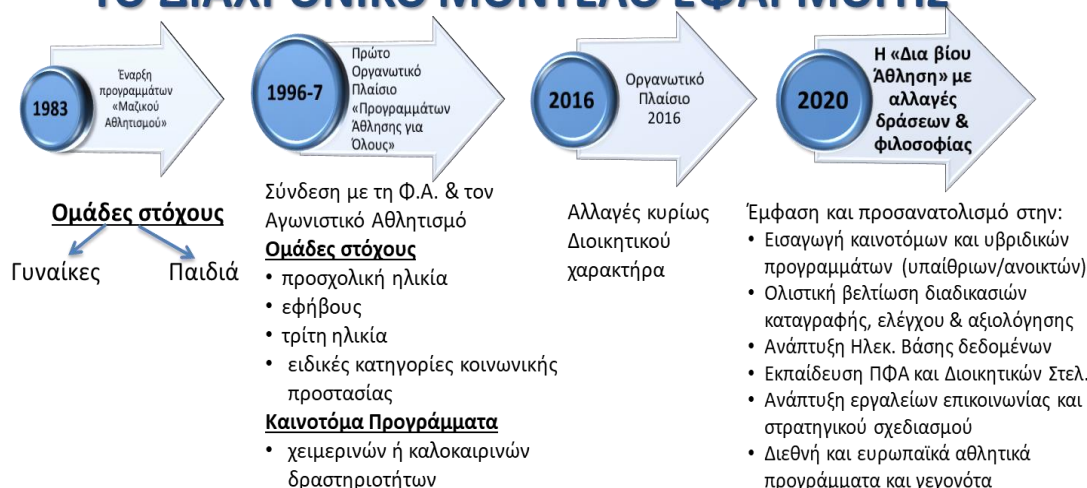 ΤΟ ΔΙΑΧΡΟΝΙΚΟ ΜΟΝΤΕΛΟ ΕΦΑΡΜΟΓΗΣ
1983
Έναρξη
προγραμμάτων
«Μαζικού
Αθλητισμού»
Ομάδες στόχους
Γυναίκες
Παιδιά
1996-7
Πρώτο
Οργανωτικό
Πλαίσιο
«Προγραμμάτων
Άθλησης για
Όλους»
Σύνδεση με τη Φ.Α. & τον
Αγωνιστικό Αθλητισμό
Ομάδες στόχους
• προσχολική ηλικία
• εφήβους
• τρίτη ηλικία
• ειδικές κατηγορίες κοινωνικής
προστασίας
Καινοτόμα Προγράμματα
• χειμερινών ή καλοκαιρινών
δραστηριοτήτων
2016
Οργανωτικό
Πλαίσιο
2016
Αλλαγές κυρίως
Διοικητικού
χαρακτήρα
2020
Η «Δια βίου
Άθληση» με
αλλαγές
δράσεων &
φιλοσοφίας
Έμφαση και προσανατολισμό στην:
• Εισαγωγή καινοτόμων και υβριδικών
προγραμμάτων (υπαίθριων/ανοικτών)
• Ολιστική βελτίωση διαδικασιών
καταγραφής, ελέγχου & αξιολόγησης
• Ανάπτυξη Ηλεκ. Βάσης δεδομένων
• Εκπαίδευση ΠΦΑ και Διοικητικών Στελ.
• Ανάπτυξη εργαλείων επικοινωνίας και
στρατηγικού σχεδιασμού
• Διεθνή και ευρωπαϊκά αθλητικά
προγράμματα και γεγονότα